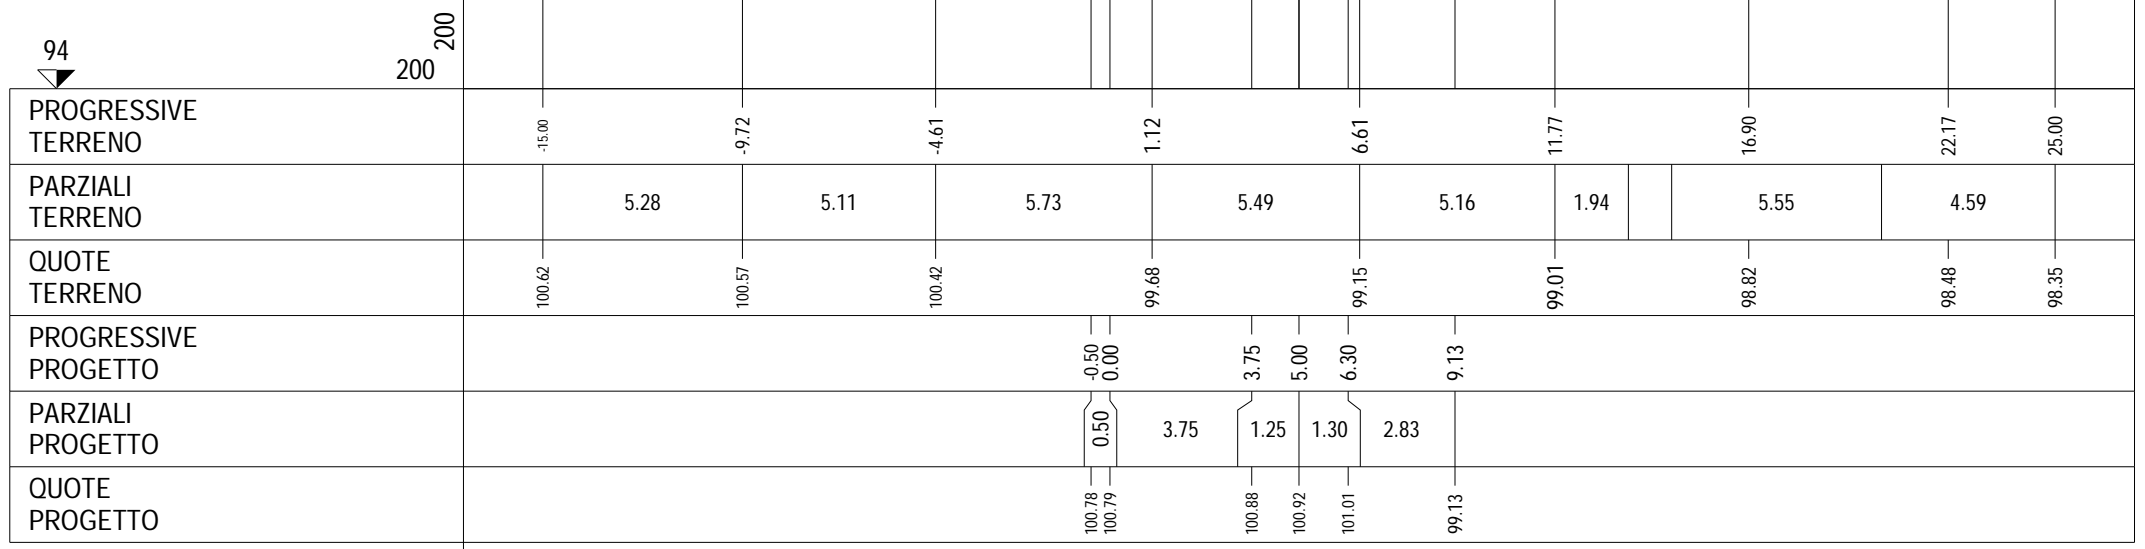 200
94
200
PROGRESSIVE
TERRENO
-15.00 -9.72 -4.61 1.12 6.61 11.77 16.90 22.17 25.00
PARZIALI
TERRENO
5.28 5.11 5.73 5.49 5.16 1.94 5.55 4.59
QUOTE
TERRENO
100.62 100.57 100.42 99.68 99.15 99.01 98.82 98.48 98.35
PROGRESSIVE
PROGETTO
-0.50 0.00 3.75 5.00 6.30 9.13
PARZIALI
PROGETTO
0.50 3.75 1.25 1.30 2.83
QUOTE
PROGETTO
100.78 100.79 100.88 100.92 101.01 99.13